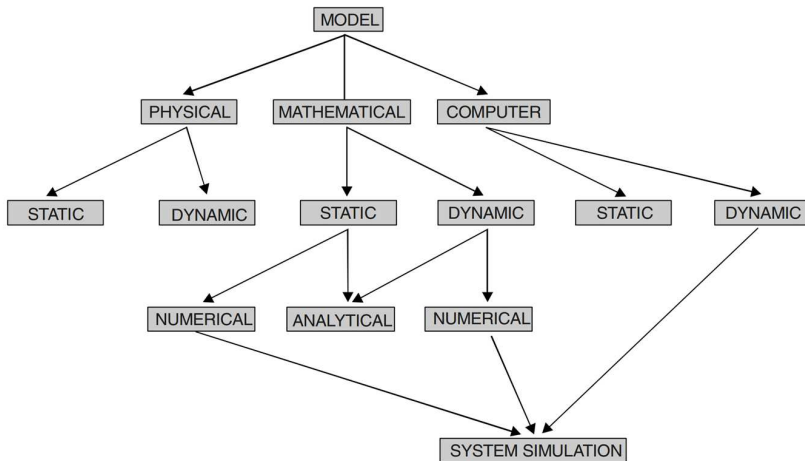 MODEL
PHYSICAL
MATHEMATICAL
COMPUTER
STATIC
DYNAMIC
STATIC
DYNAMIC
STATIC
DYNAMIC
NUMERICAL
ANALYTICAL
NUMERICAL
SYSTEM SIMULATION